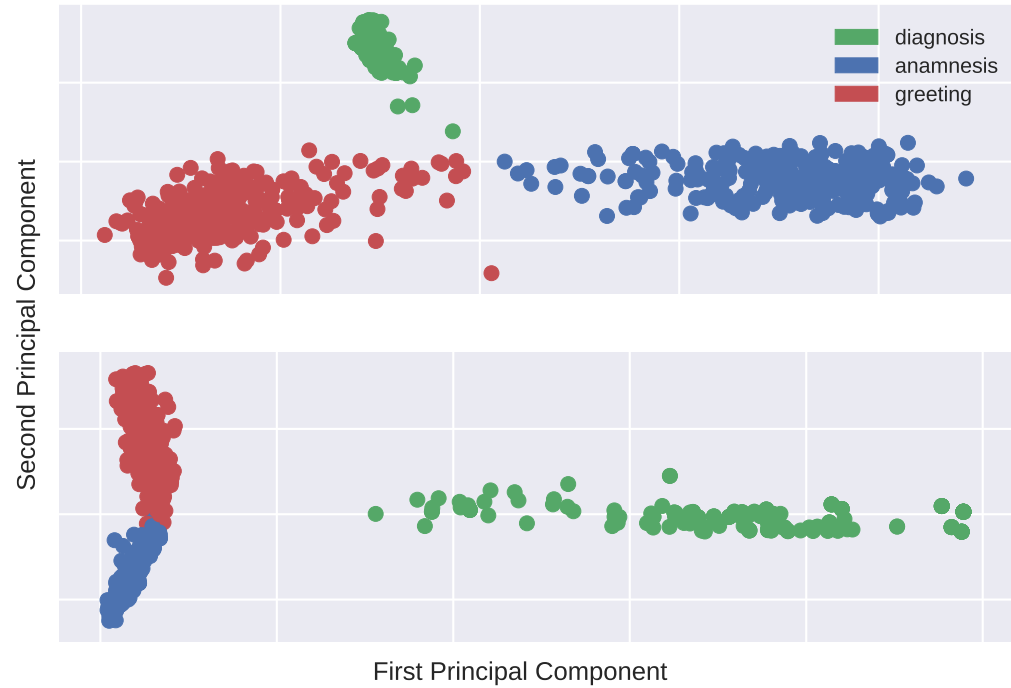 diagnosis
anamnesis
greeting
Second Principal Component
First Principal Component